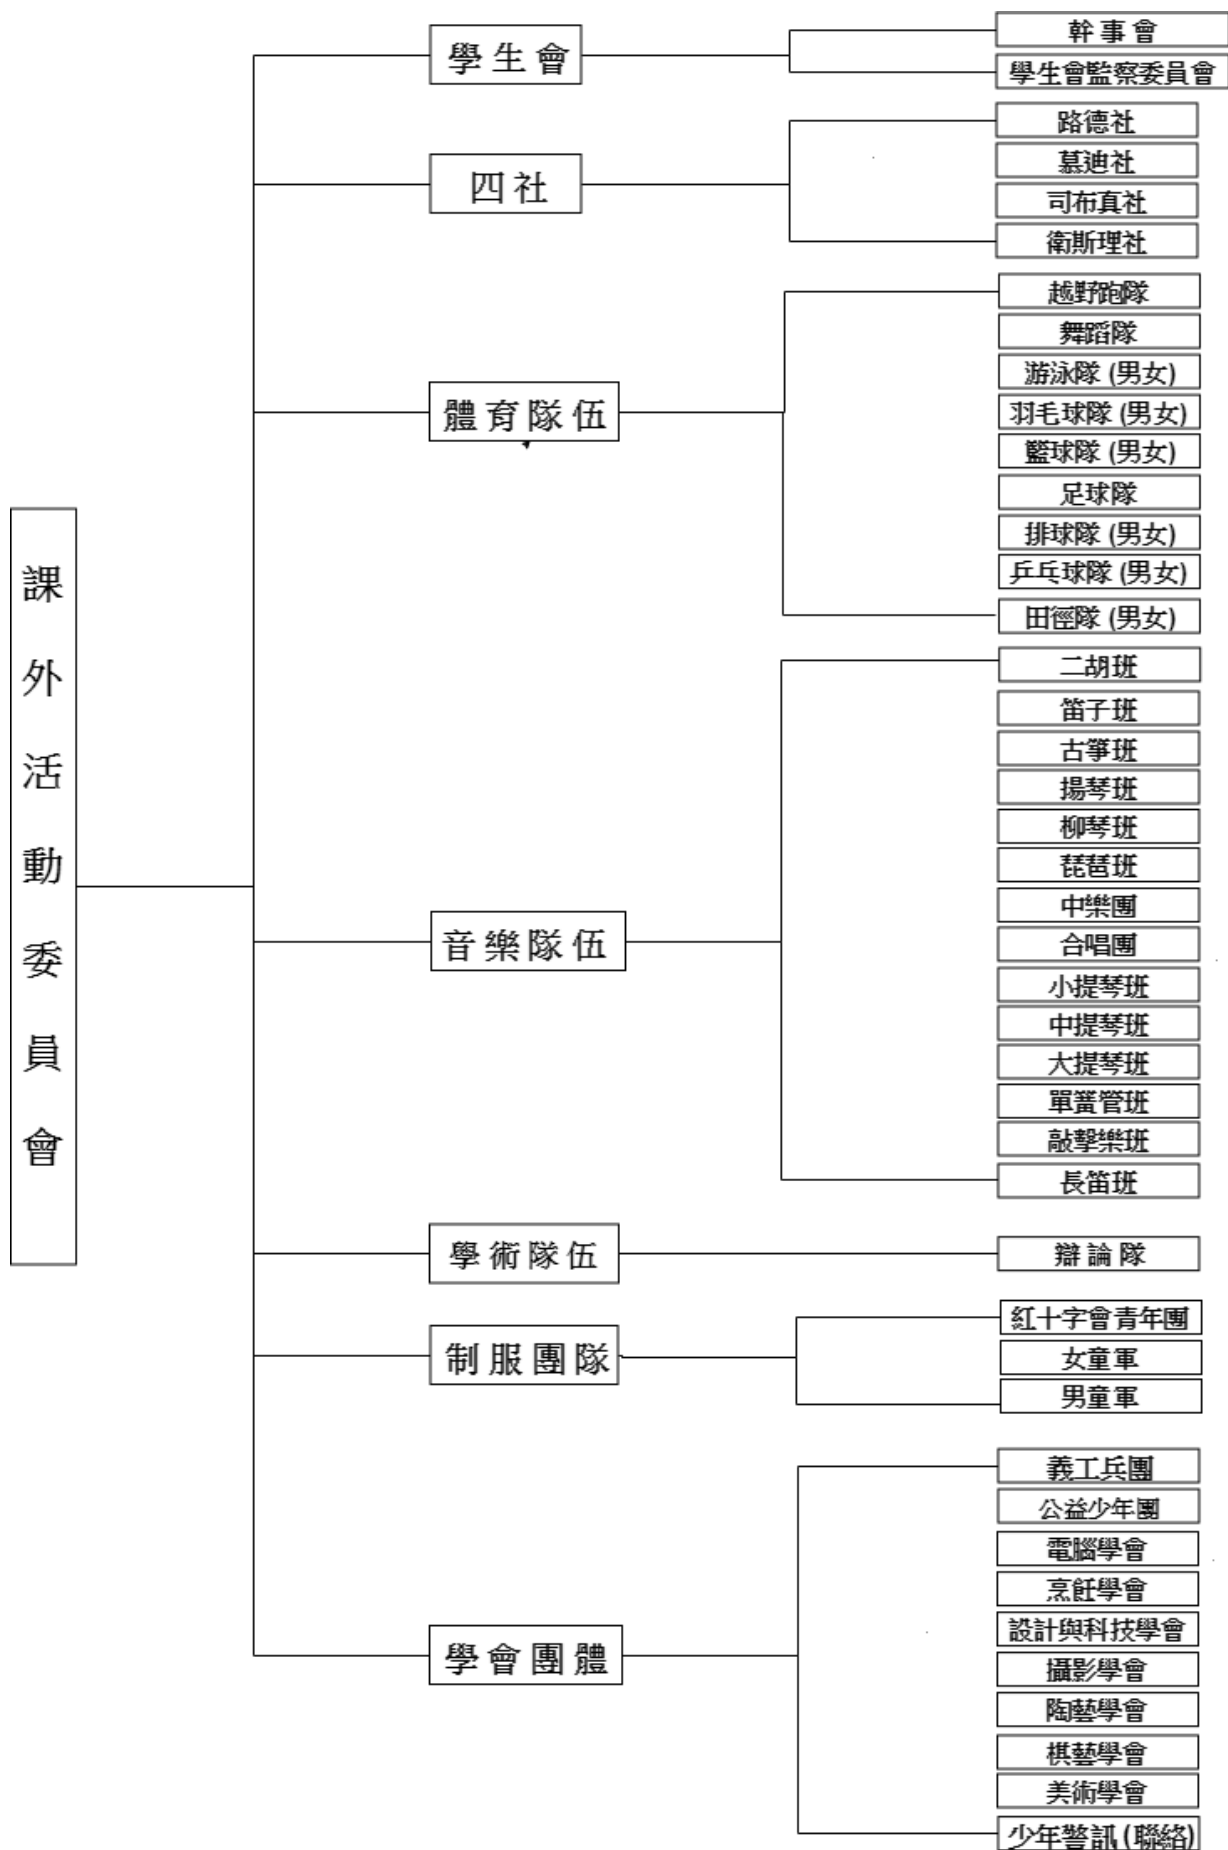 課外活動委員會
學生會
幹事會
學生會監察委員會
四社
路德社
慕迪社
司布真社
衛斯理社
體育隊伍
越野跑隊
舞蹈隊
游泳隊 (男女)
羽毛球隊 (男女)
籃球隊 (男女)
足球隊
排球隊 (男女)
乒乓球隊 (男女)
田徑隊 (男女)
音樂隊伍
二胡班
笛子班
古箏班
揚琴班
柳琴班
琵琶班
中樂團
合唱團
小提琴班
中提琴班
大提琴班
單簧管班
敲擊樂班
長笛班
學術隊伍
辯論隊
制服團隊
紅十字會青年團
女童軍
男童軍
學會團體
義工兵團
公益少年團
電腦學會
烹飪學會
設計與科技學會
攝影學會
陶藝學會
棋藝學會
美術學會
少年警訊 (聯絡)